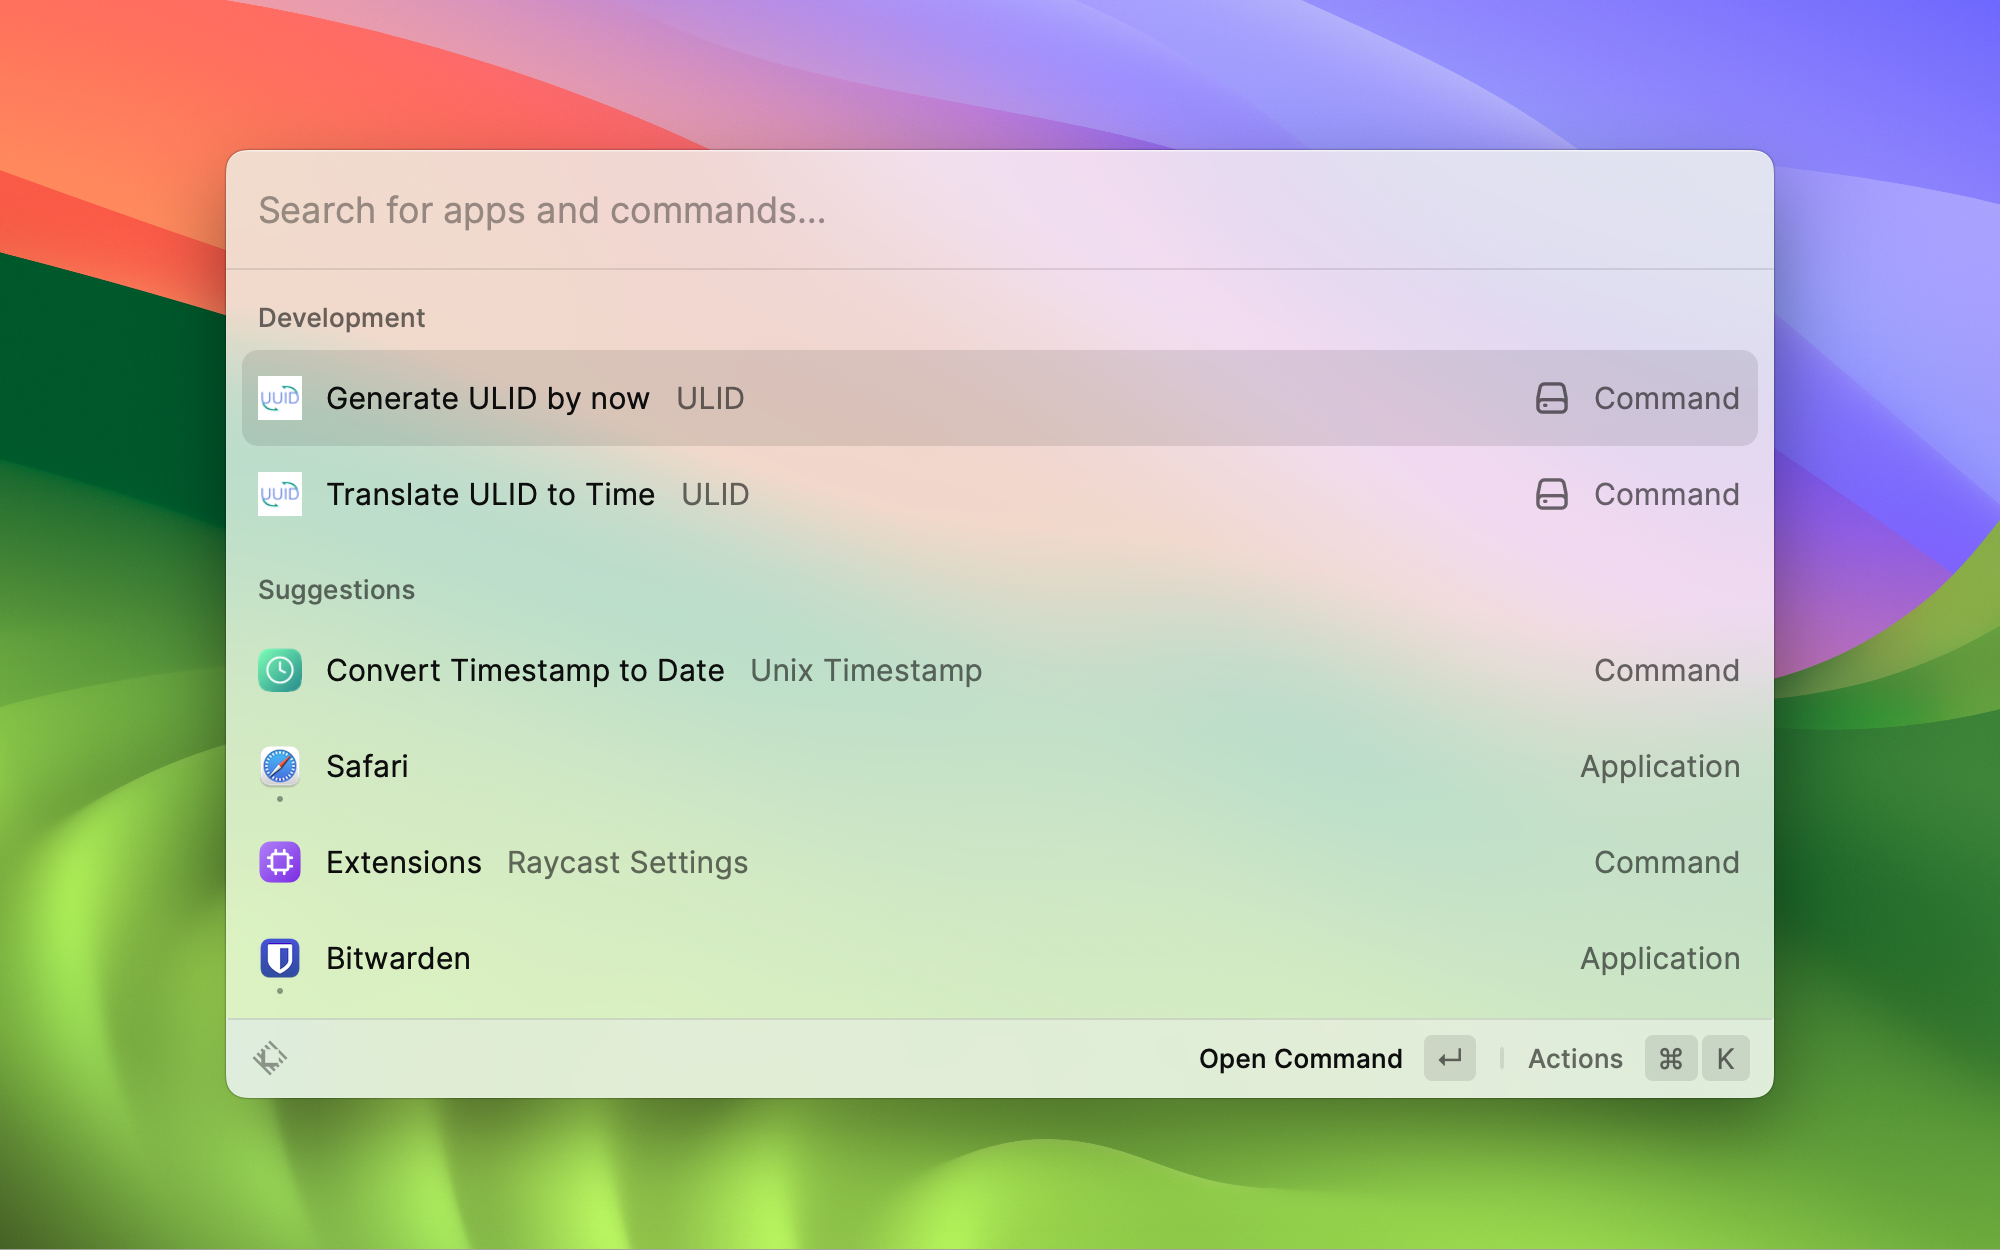 Search for apps and commands...
Development
UUID Generate ULID by now ULID Command
UUID Translate ULID to Time ULID Command
Suggestions
Convert Timestamp to Date Unix Timestamp Command
Safari Application
Extensions Raycast Settings Command
Bitwarden Application
Open Command ↵ Actions ⌘ K